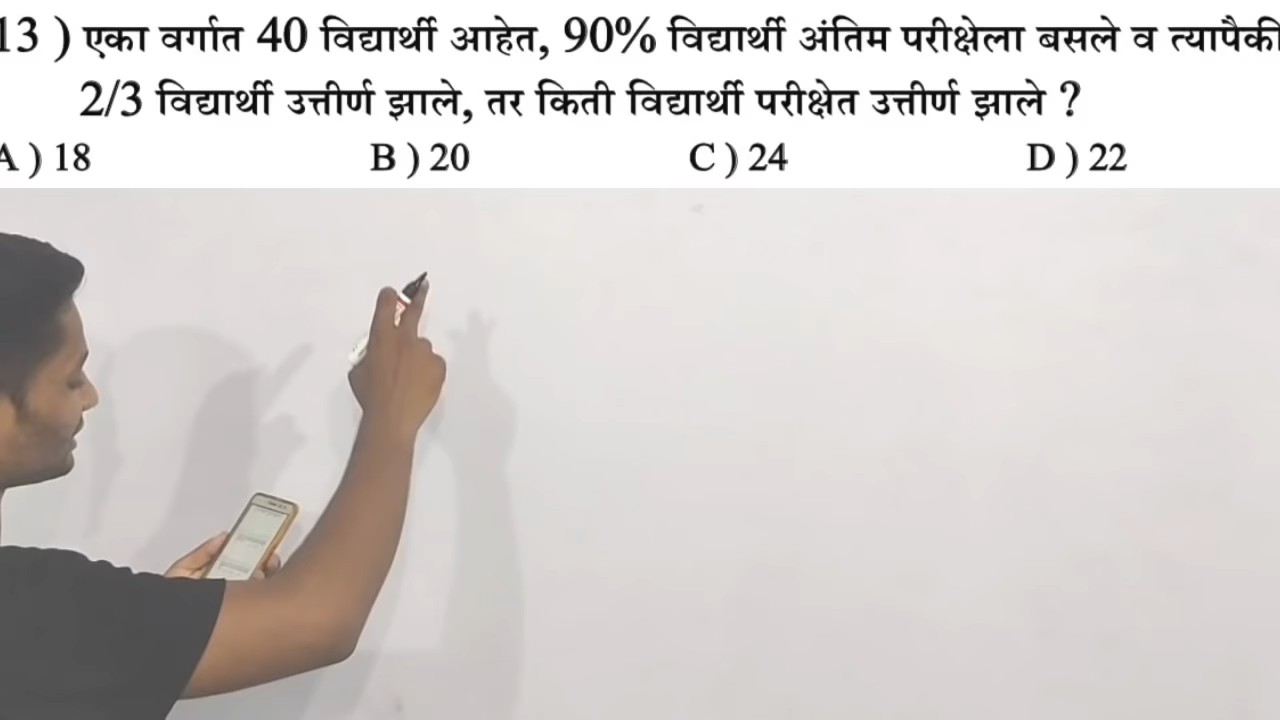 13 ) एका वर्गात 40 विद्यार्थी आहेत, 90% विद्यार्थी अंतिम परीक्षेला बसले व त्यापैकी
2/3 विद्यार्थी उत्तीर्ण झाले, तर किती विद्यार्थी परीक्षेत उत्तीर्ण झाले ?
A ) 18 B ) 20 C ) 24 D ) 22